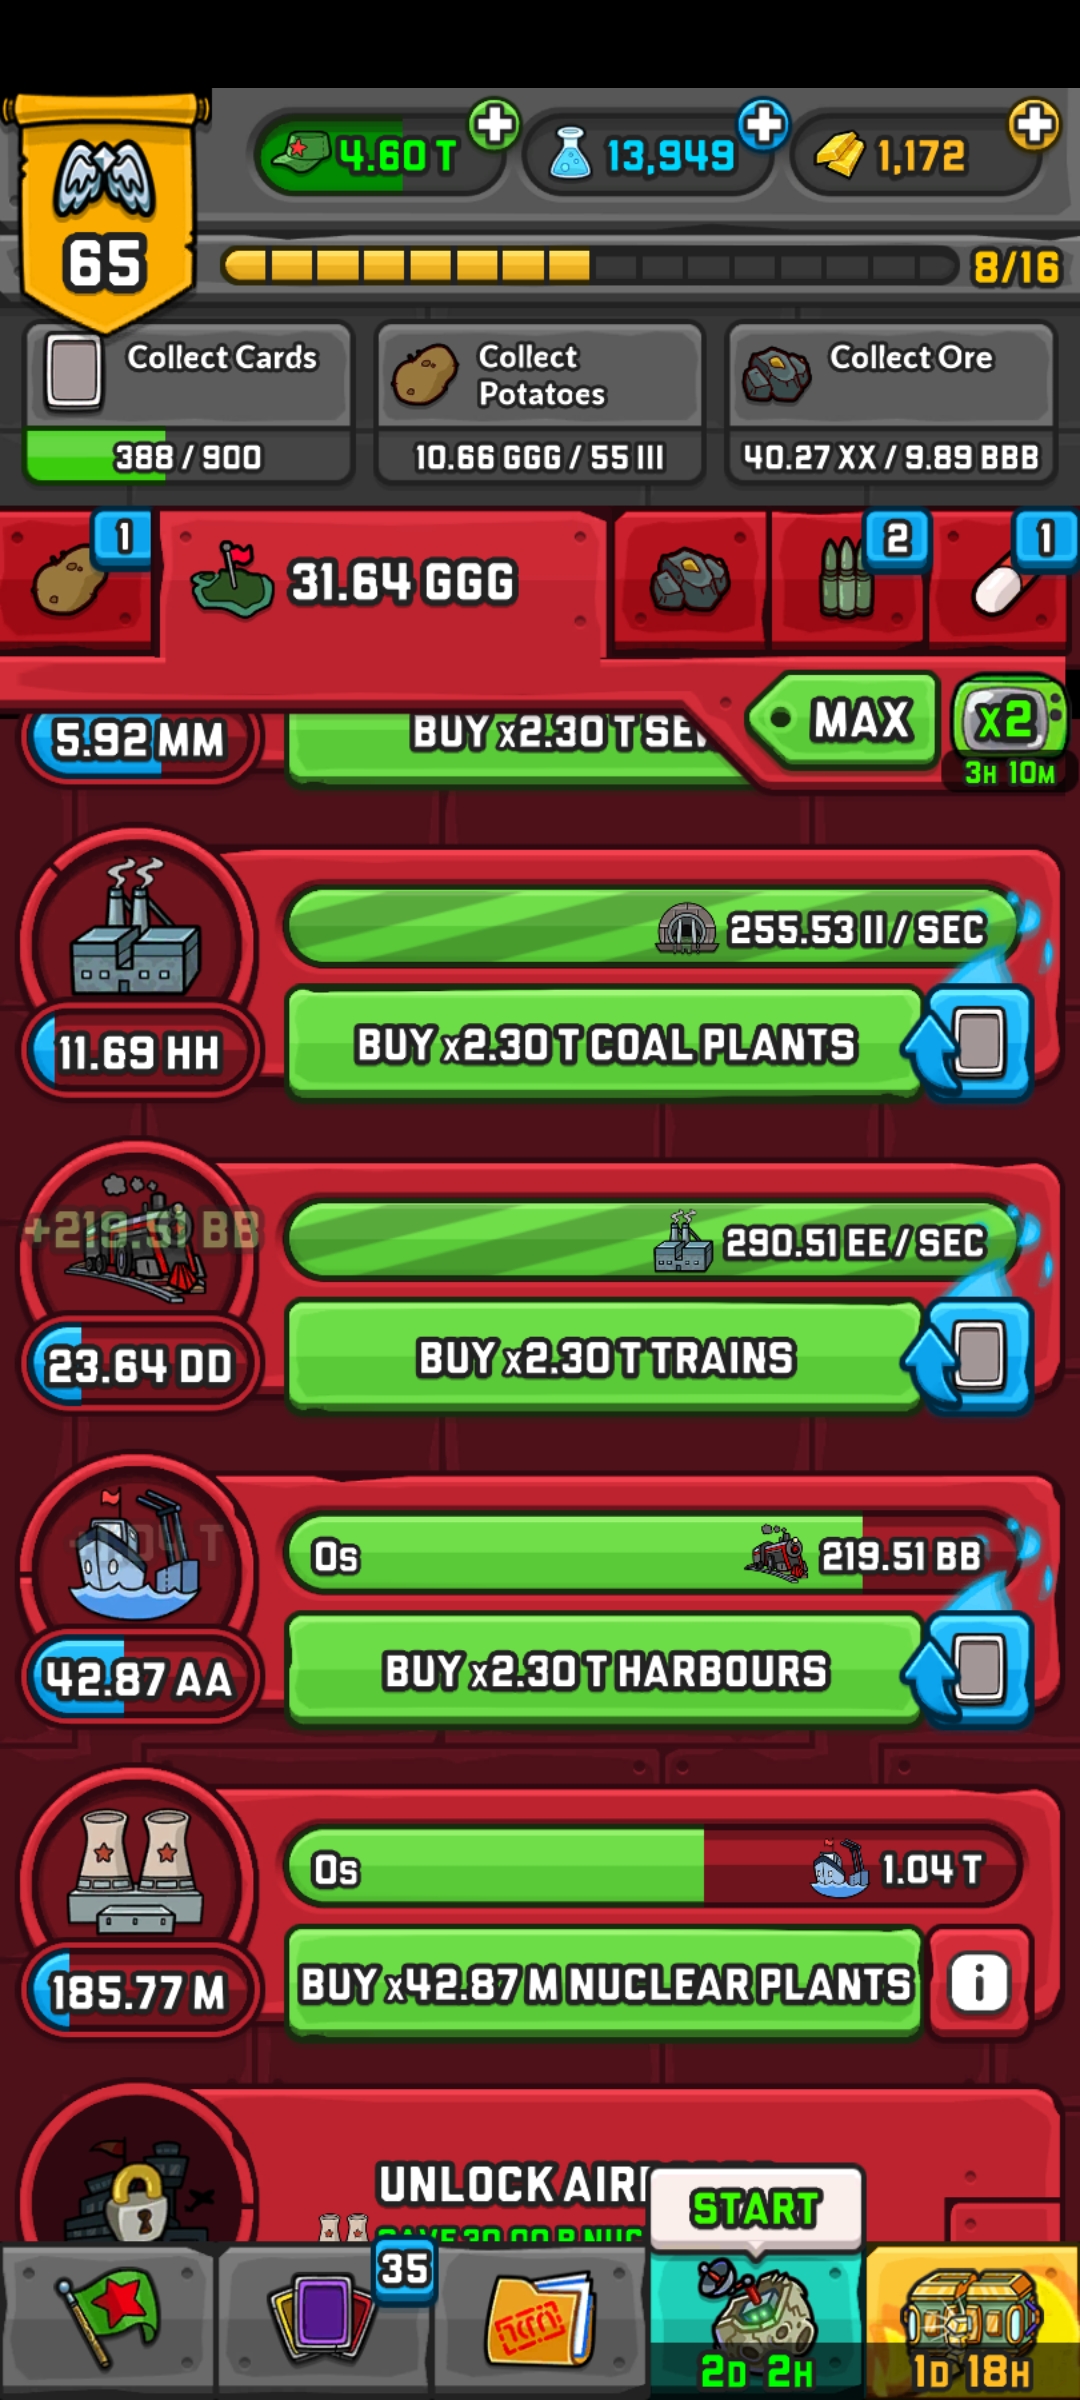 4.60 T
13,949
1,172
65
8/16
Collect Cards
388 / 900
Collect
Potatoes
10.66 GGG / 55 III
Collect Ore
40.27 XX / 9.89 BBB
1
31.64 GGG
2
1
MAX
x2
3H 10M
5.92 MM
BUY x2.30 T
255.53 II / SEC
11.69 HH
BUY x2.30 T COAL PLANTS
+219.51 BB
290.51 EE / SEC
23.64 DD
BUY x2.30 T TRAINS
0s
219.51 BB
42.87 AA
BUY x2.30 T HARBOURS
0s
1.04 T
185.77 M
BUY x42.87 M NUCLEAR PLANTS
i
UNLOCK
START
35
2D 2H
1D 18H